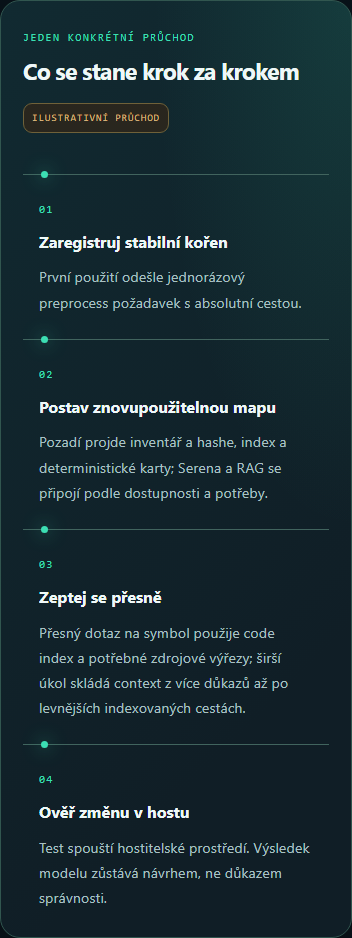 JEDEN KONKRÉTNÍ PRŮCHOD
Co se stane krok za krokem
ILUSTRATIVNÍ PRŮCHOD
01
Zaregistruj stabilní kořen
První použití odešle jednorázový
preprocess požadavek s absolutní cestou.
02
Postav znovupoužitelnou mapu
Pozadí projde inventář a hashe, index a
deterministické karty; Serena a RAG se
připojí podle dostupnosti a potřeby.
03
Zeptej se přesně
Přesný dotaz na symbol použije code
index a potřebné zdrojové výřezy; širší
úkol skládá context z více důkazů až po
levnějších indexovaných cestách.
04
Ověř změnu v hostu
Test spouští hostitelské prostředí. Výsledek
modelu zůstává návrhem, ne důkazem
správnosti.